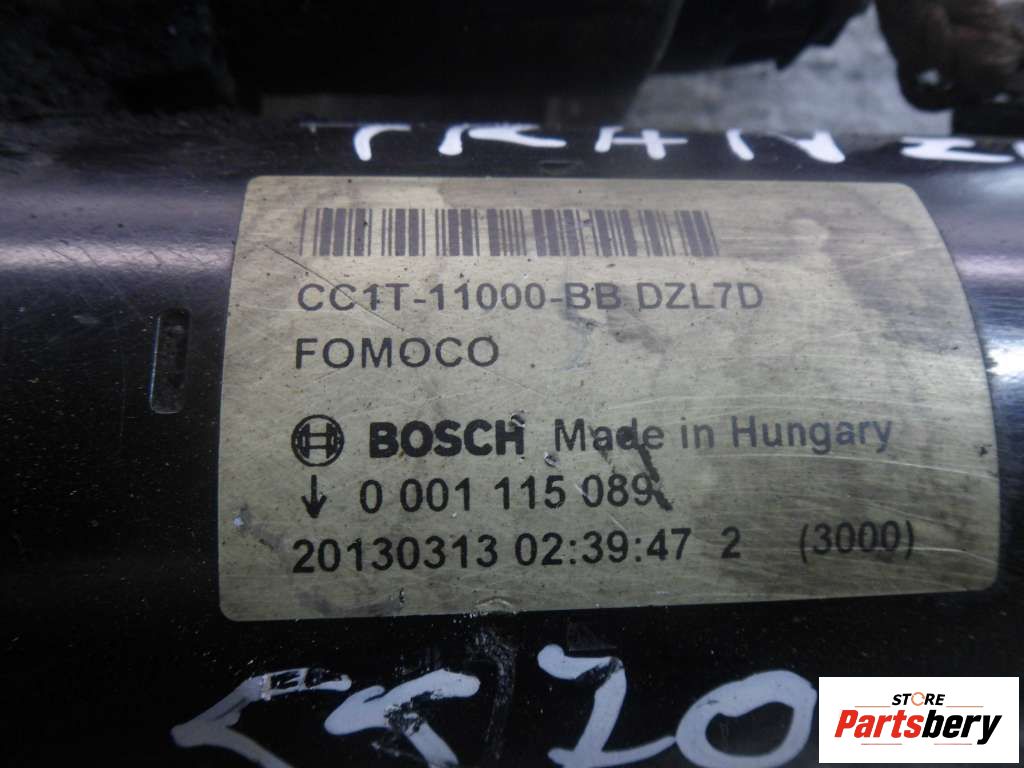 CC1T-11000-BB DZL7D
FOMOCO
BOSCH Made in Hungary
↓ 0 001 115 089
20130313 02:39:47 2 (3000)
STORE
Partsbery